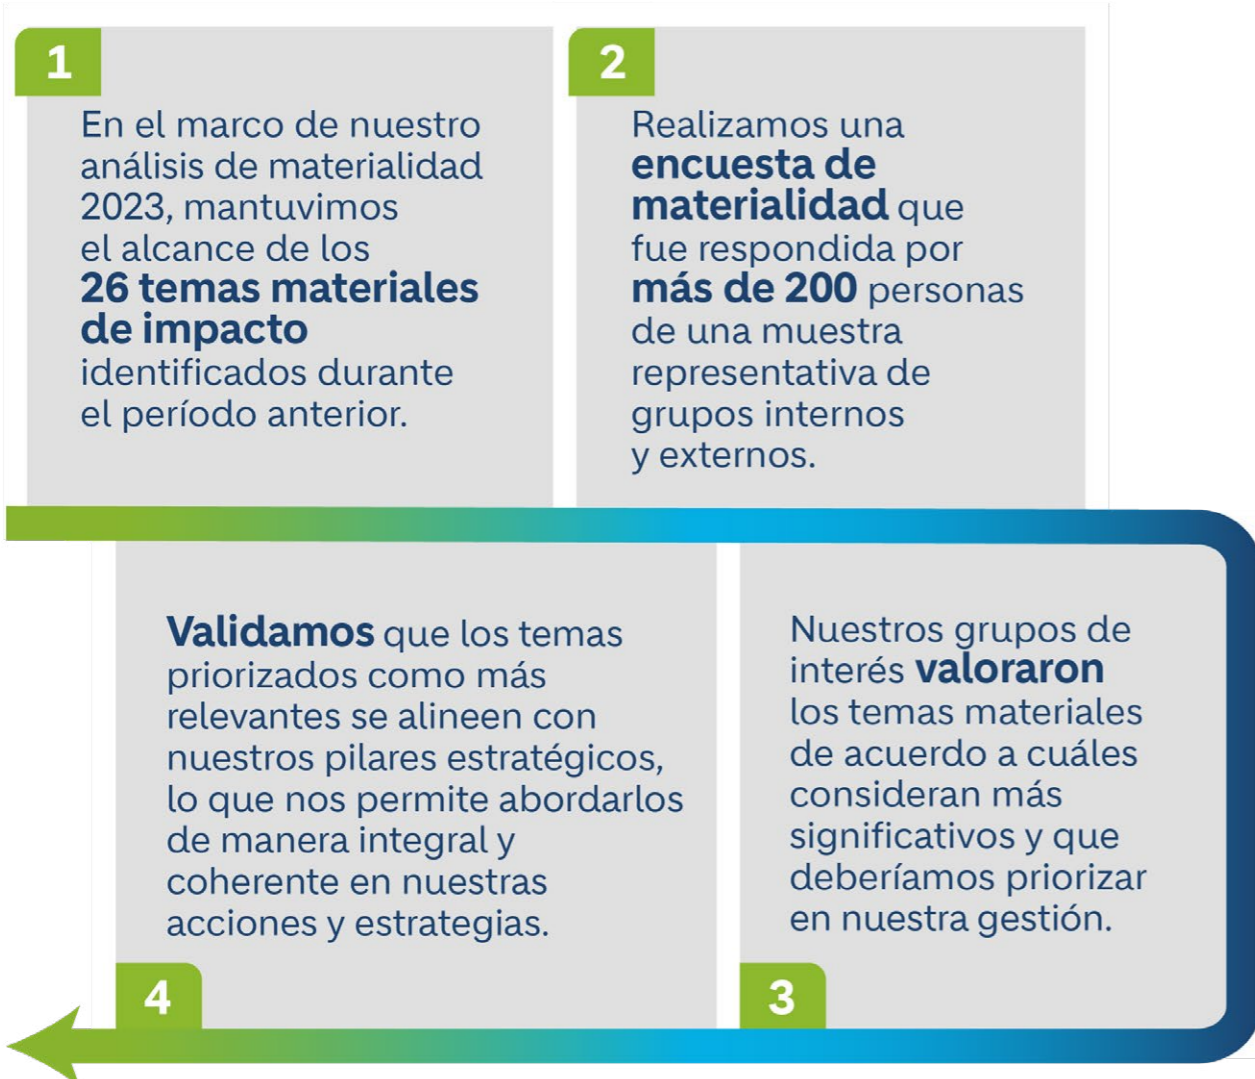 1
En el marco de nuestro
análisis de materialidad
2023, mantuvimos
el alcance de los
26 temas materiales
de impacto
identificados durante
el período anterior.
2
Realizamos una
encuesta de
materialidad que
fue respondida por
más de 200 personas
de una muestra
representativa de
grupos internos
y externos.
Nuestros grupos de
interés valoraron
los temas materiales
de acuerdo a cuáles
consideran más
significativos y que
deberíamos priorizar
en nuestra gestión.
3
Validamos que los temas
priorizados como más
relevantes se alineen con
nuestros pilares estratégicos,
lo que nos permite abordarlos
de manera integral y
coherente en nuestras
acciones y estrategias.
4